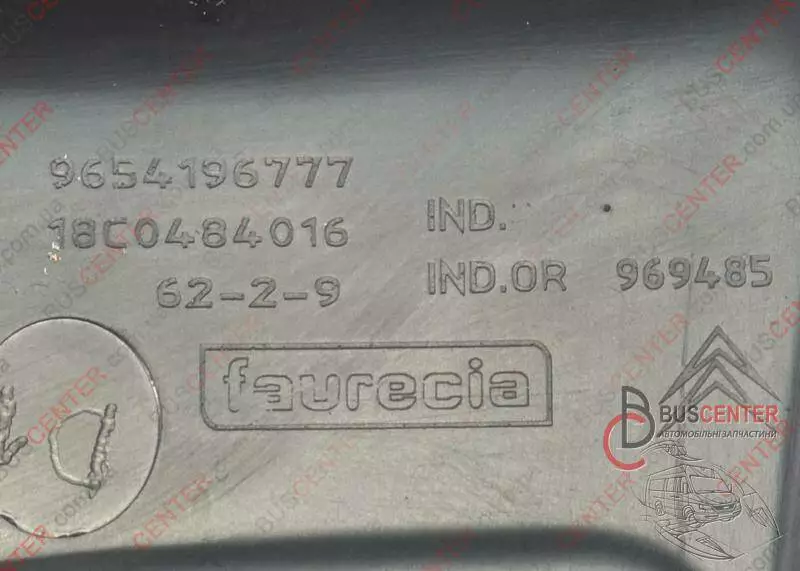 9654196777
18C0484016
IND.
62-2-9
IND.OR 969485
faurecia
BUSCENTER
АВТОМОБІЛЬНІ ЗАПЧАСТИНИ